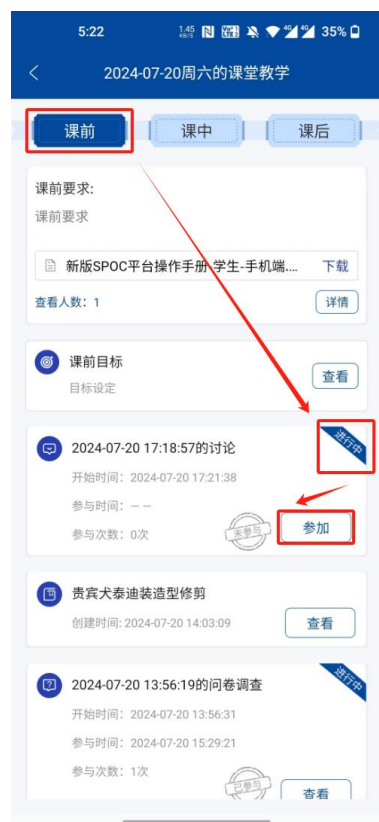 5:22 1.45 KB/S 4G 4G 35%
2024-07-20周六的课堂教学
课前 课中 课后
课前要求:
课前要求
新版SPOC平台操作手册-学生-手机端.... 下载
查看人数：1 详情
课前目标
目标设定
查看
进行中
2024-07-20 17:18:57的讨论
开始时间：2024-07-20 17:21:38
参与时间：– –
参与次数：0次 未参与 参加
贵宾犬泰迪装造型修剪
创建时间: 2024-07-20 14:03:09 查看
进行中
2024-07-20 13:56:19的问卷调查
开始时间：2024-07-20 13:56:31
参与时间：2024-07-20 15:29:21
参与次数：1次 已参与 查看